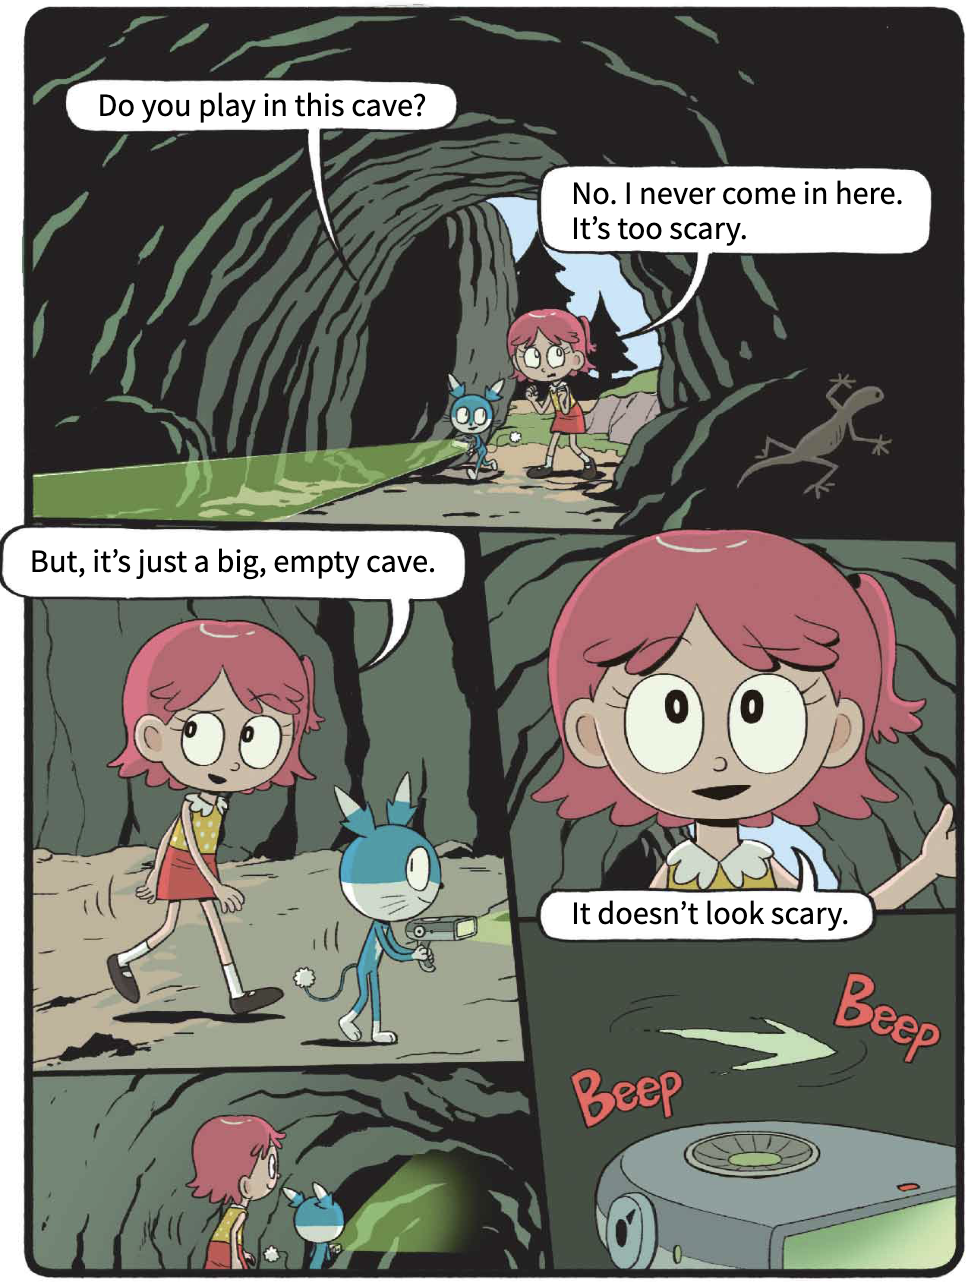 Do you play in this cave?
No. I never come in here.
It’s too scary.
But, it’s just a big, empty cave.
It doesn’t look scary.
Beep
Beep